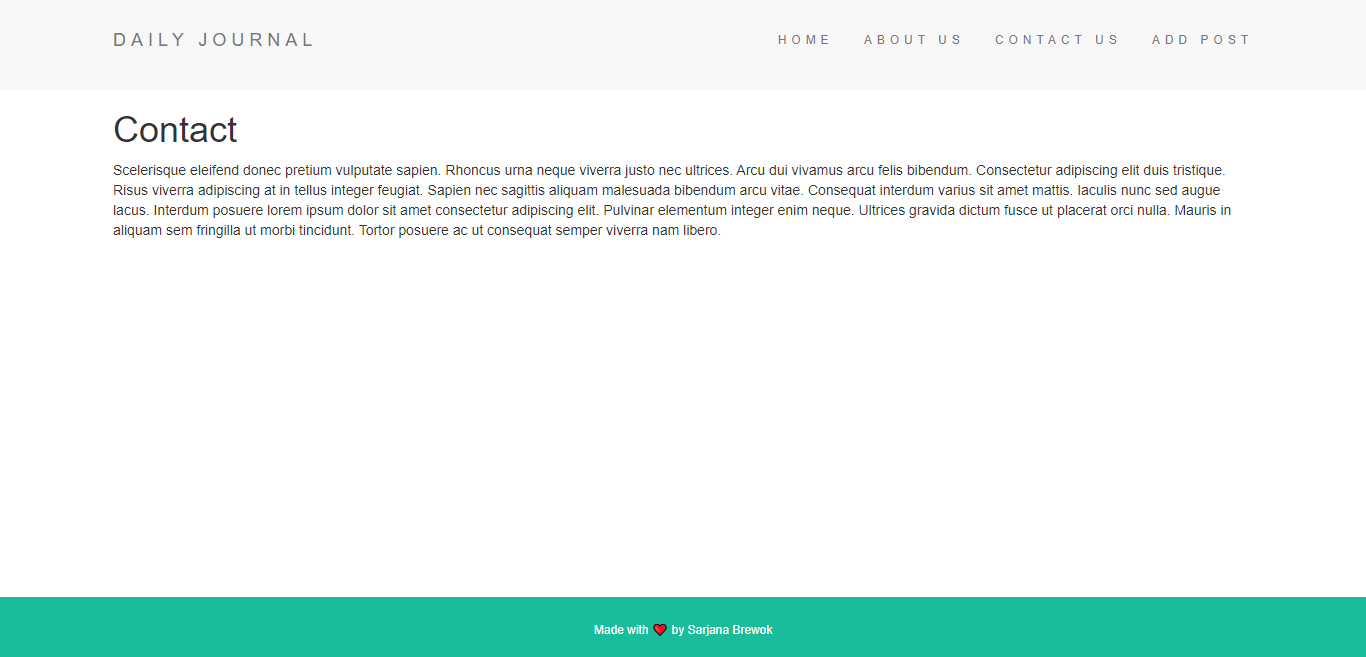 DAILY JOURNAL
HOME ABOUT US CONTACT US ADD POST
Contact
Scelerisque eleifend donec pretium vulputate sapien. Rhoncus urna neque viverra justo nec ultrices. Arcu dui vivamus arcu felis bibendum. Consectetur adipiscing elit duis tristique.
Risus viverra adipiscing at in tellus integer feugiat. Sapien nec sagittis aliquam malesuada bibendum arcu vitae. Consequat interdum varius sit amet mattis. Iaculis nunc sed augue
lacus. Interdum posuere lorem ipsum dolor sit amet consectetur adipiscing elit. Pulvinar elementum integer enim neque. Ultrices gravida dictum fusce ut placerat orci nulla. Mauris in
aliquam sem fringilla ut morbi tincidunt. Tortor posuere ac ut consequat semper viverra nam libero.
Made with ❤ by Sarjana Brewok